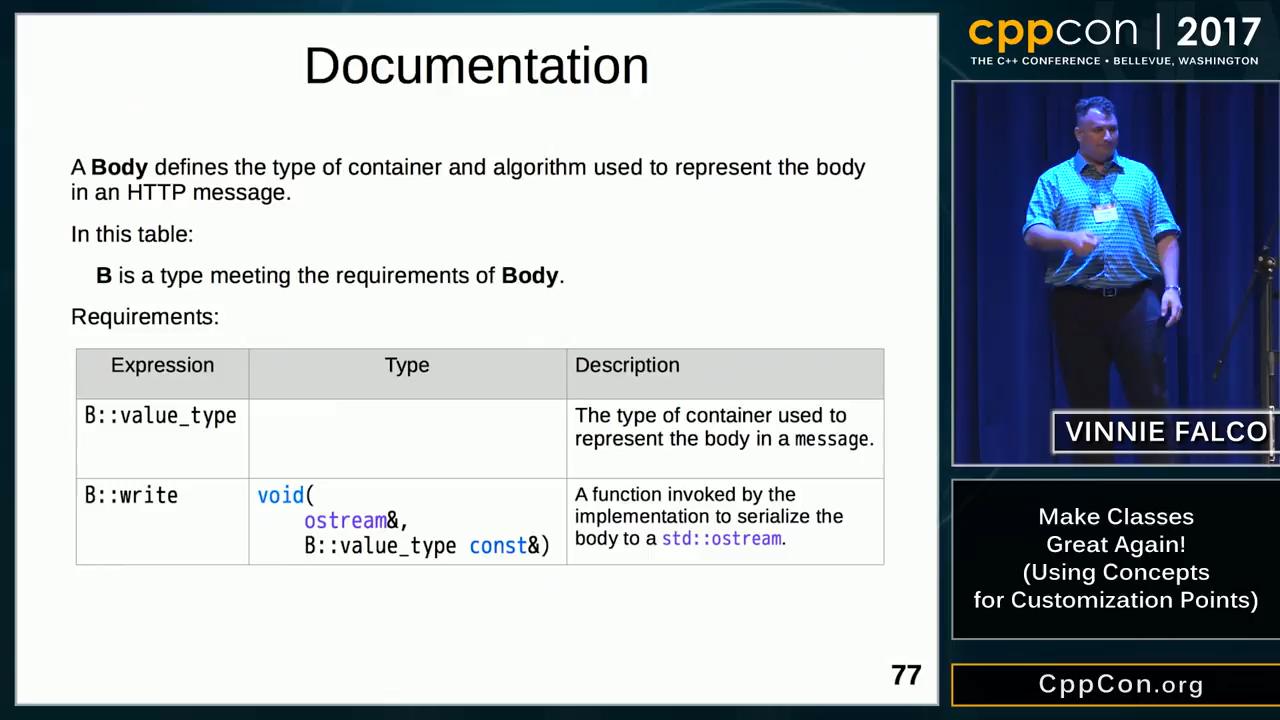 Documentation
A Body defines the type of container and algorithm used to represent the body
in an HTTP message.
In this table:
B is a type meeting the requirements of Body.
Requirements:
Expression Type Description
B::value_type
The type of container used to
represent the body in a message.
B::write
void(
ostream&,
B::value_type const&)
A function invoked by the
implementation to serialize the
body to a std::ostream.
77
cppcon | 2017
THE C++ CONFERENCE • BELLEVUE, WASHINGTON
VINNIE FALCO
Make Classes
Great Again!
(Using Concepts
for Customization Points)
CppCon.org